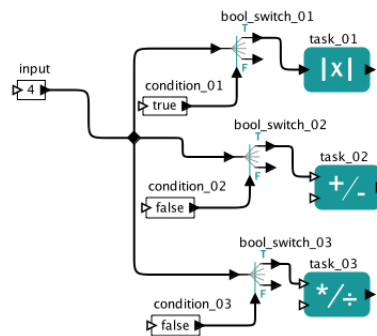 bool_switch_01
task_01
T
|x|
F
input
4
condition_01
true
bool_switch_02
T
task_02
F
+/-
condition_02
false
bool_switch_03
T
task_03
F
*/÷
condition_03
false